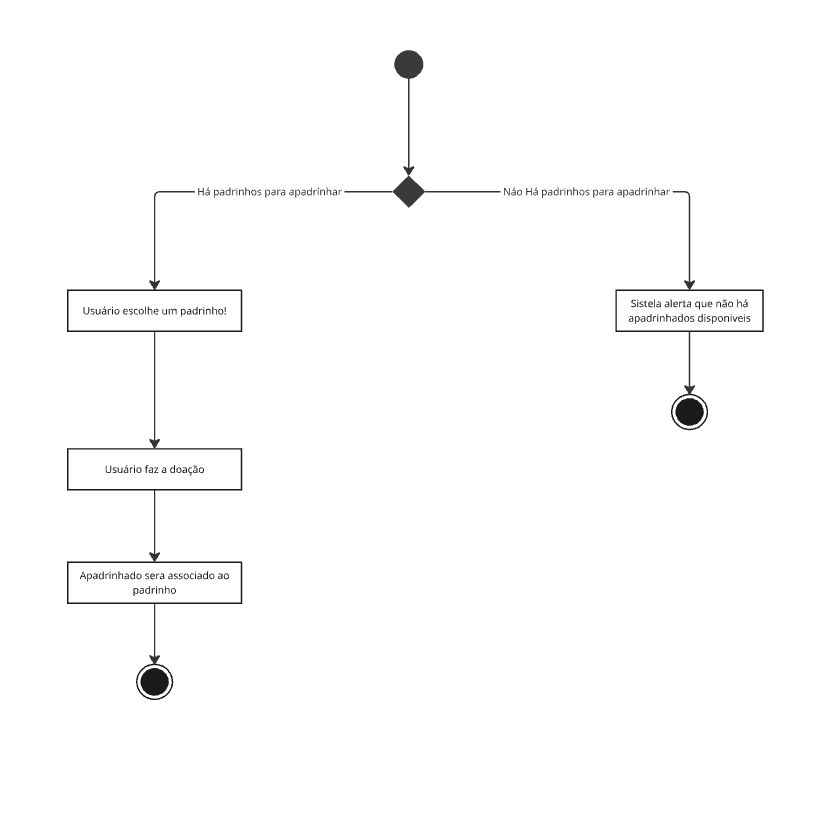 Há padrinhos para apadrinhar
Náo Há padrinhos para apadrinhar
Usuário escolhe um padrinho!
Sistela alerta que não há
apadrinhados disponiveis
Usuário faz a doação
Apadrinhado sera associado ao
padrinho